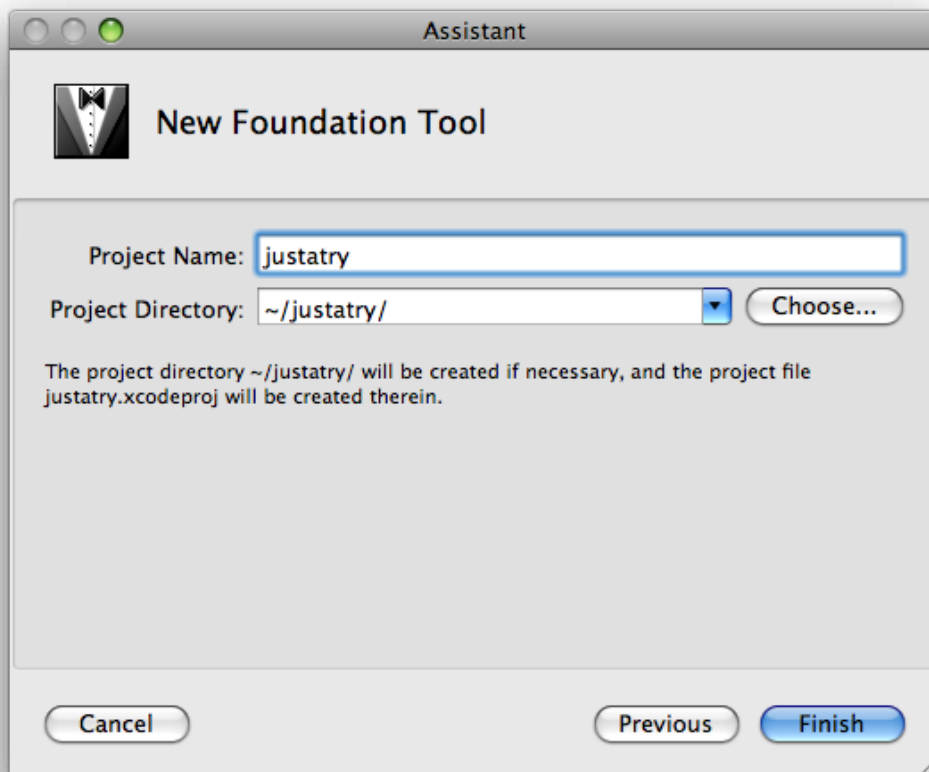 Assistant
New Foundation Tool
Project Name: justatry
Project Directory: ~/justatry/ Choose...
The project directory ~/justatry/ will be created if necessary, and the project file
justatry.xcodeproj will be created therein.
Cancel Previous Finish